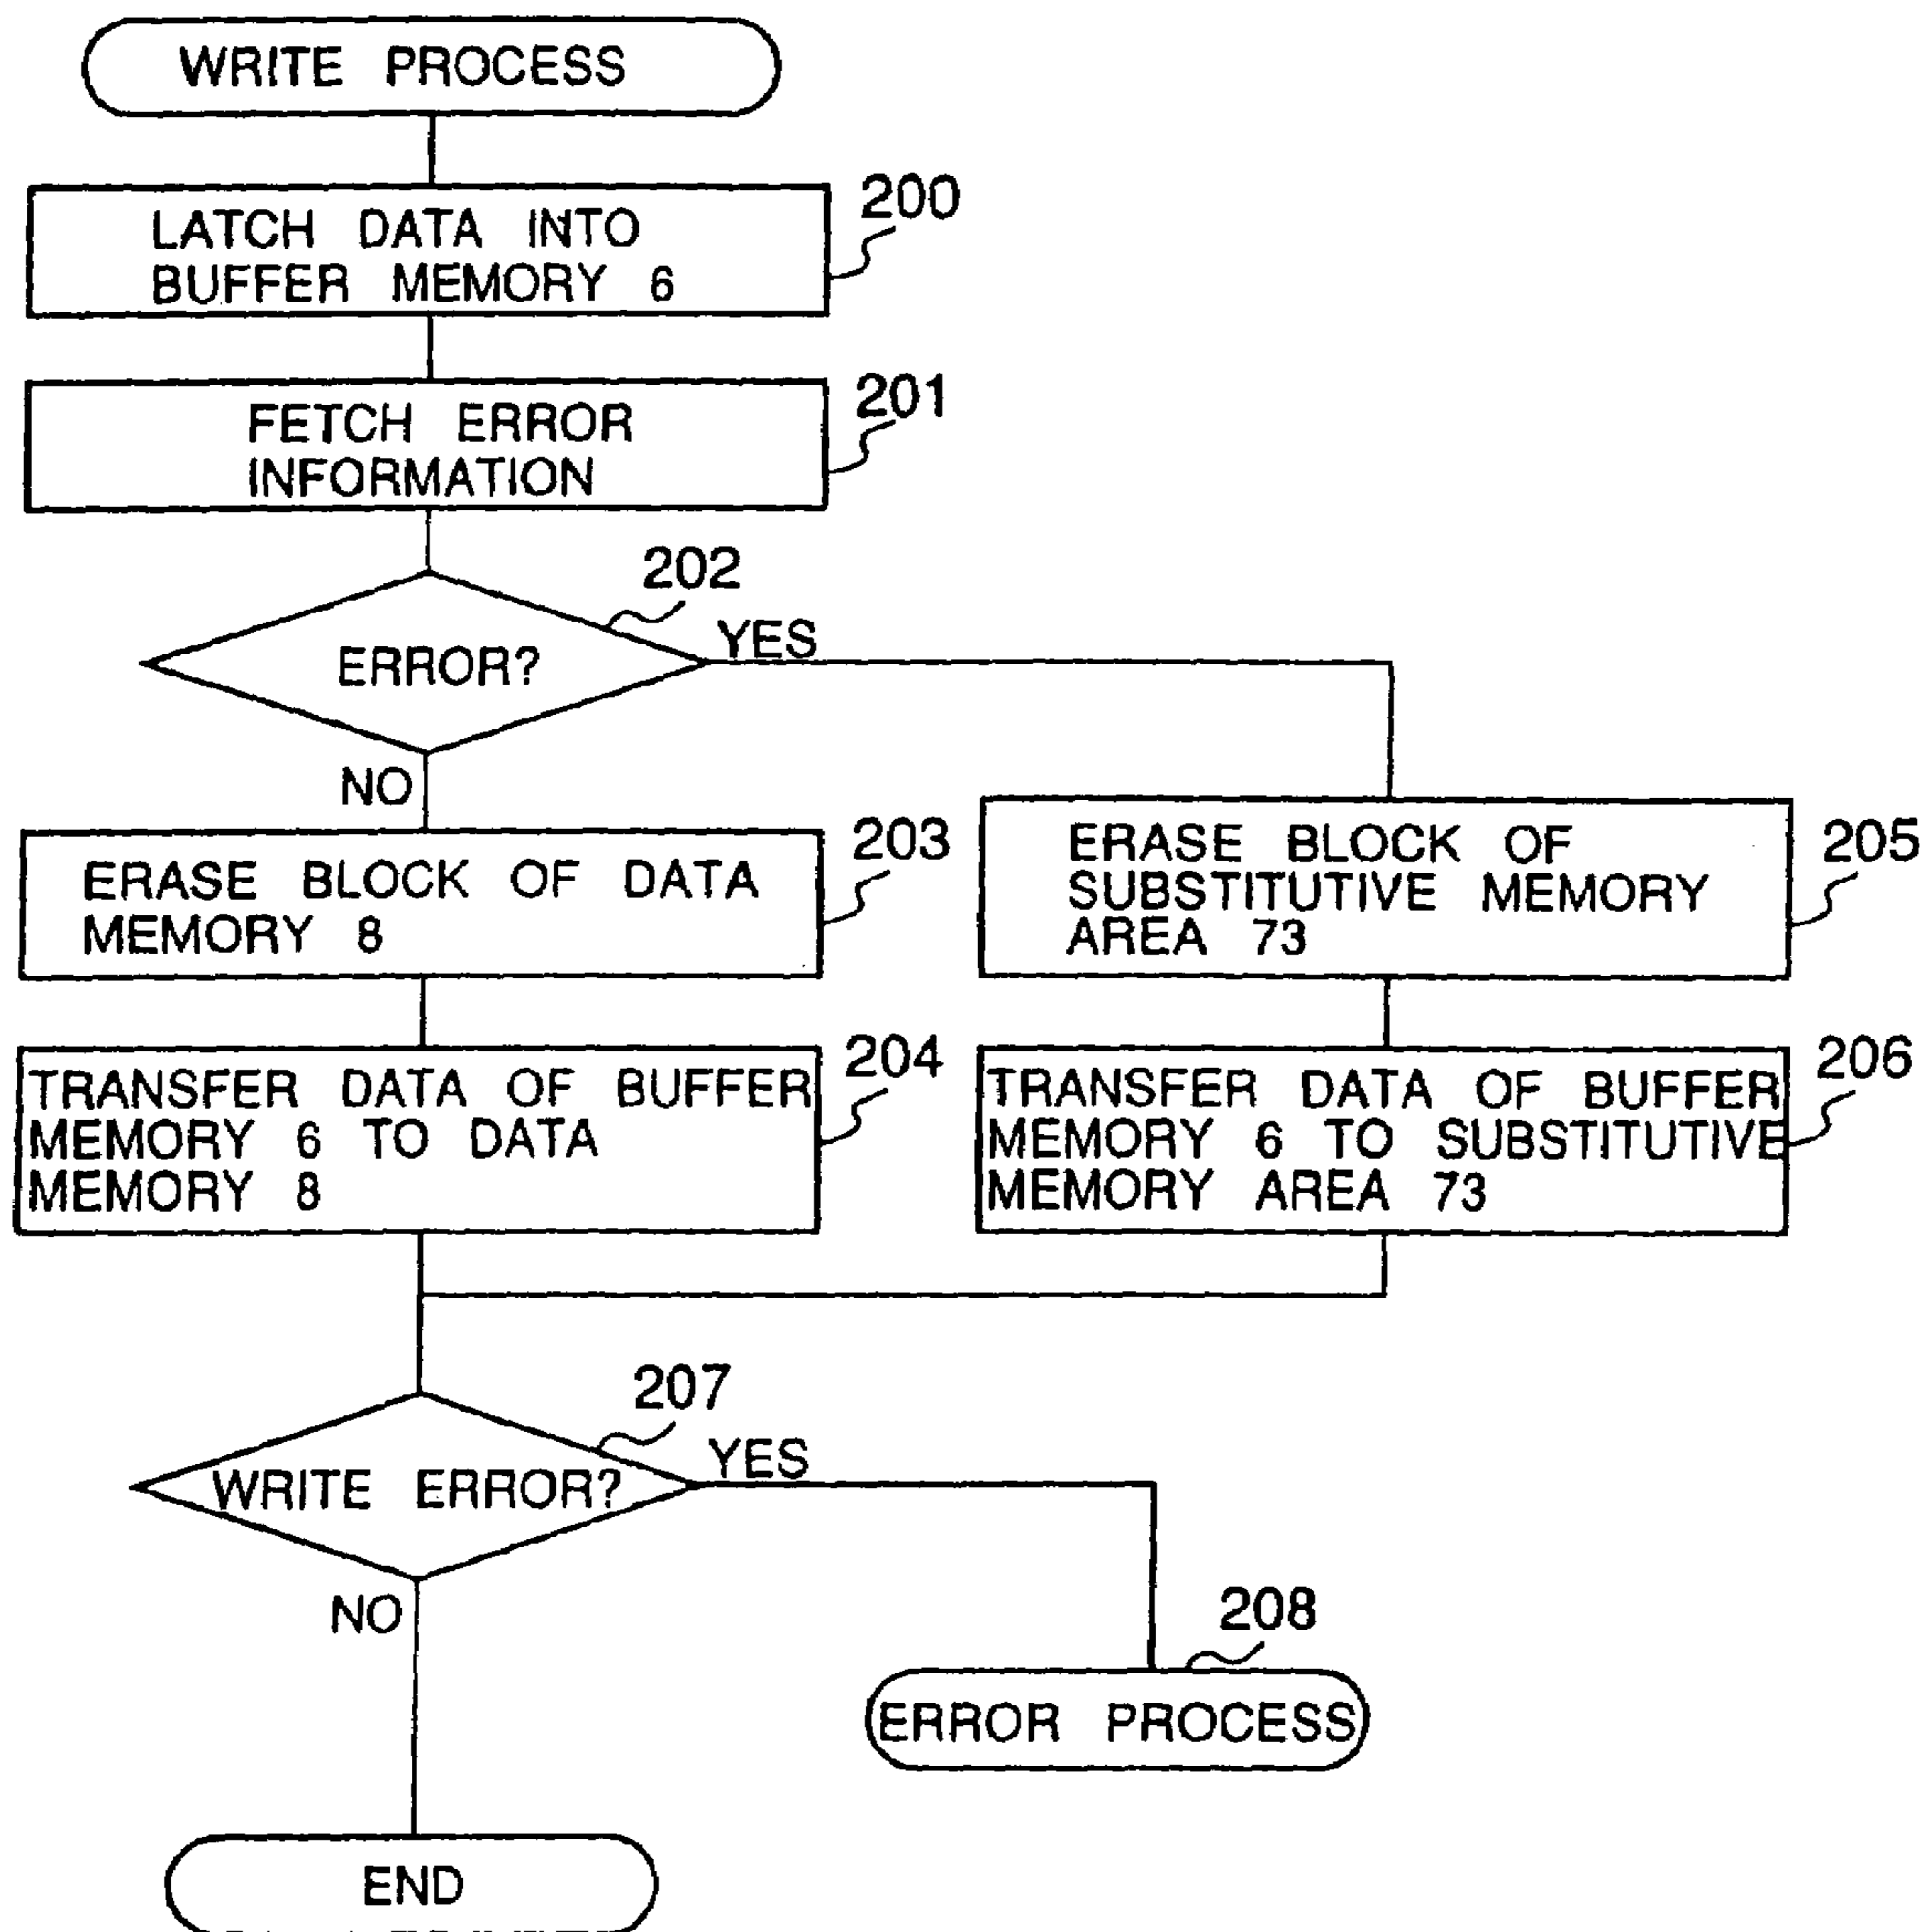 WRITE PROCESS
LATCH DATA INTO
BUFFER MEMORY 6
200
FETCH ERROR
INFORMATION
201
202
ERROR?
YES
NO
ERASE BLOCK OF DATA
MEMORY 8
203
ERASE BLOCK OF
SUBSTITUTIVE MEMORY
AREA 73
205
TRANSFER DATA OF BUFFER
MEMORY 6 TO DATA
MEMORY 8
204
TRANSFER DATA OF BUFFER
MEMORY 6 TO SUBSTITUTIVE
MEMORY AREA 73
206
207
WRITE ERROR?
YES
NO
208
ERROR PROCESS
END